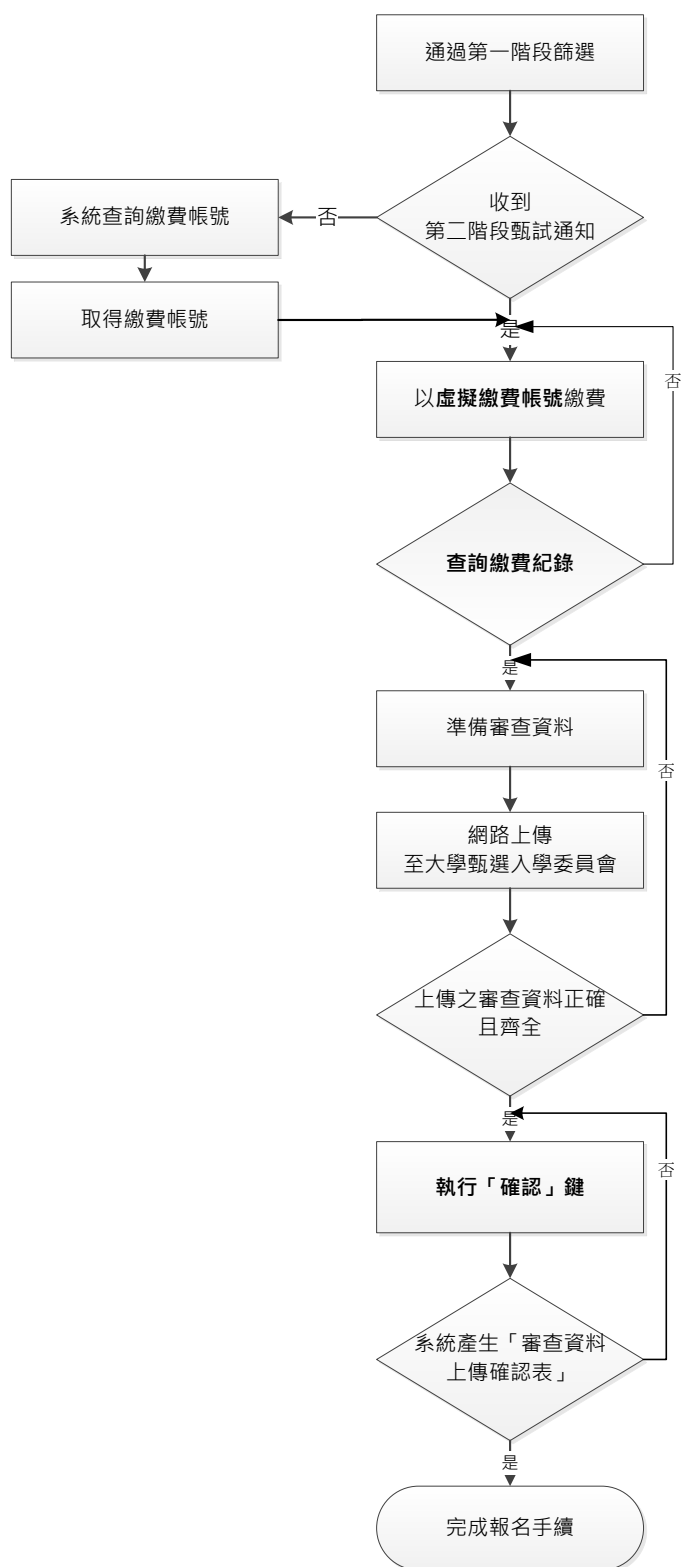 通過第一階段篩選
收到
第二階段甄試通知
否
系統查詢繳費帳號
取得繳費帳號
是
否
以虛擬繳費帳號繳費
查詢繳費紀錄
是
準備審查資料
否
網路上傳
至大學甄選入學委員會
上傳之審查資料正確
且齊全
是
執行「確認」鍵
否
系統產生「審查資料
上傳確認表」
是
完成報名手續